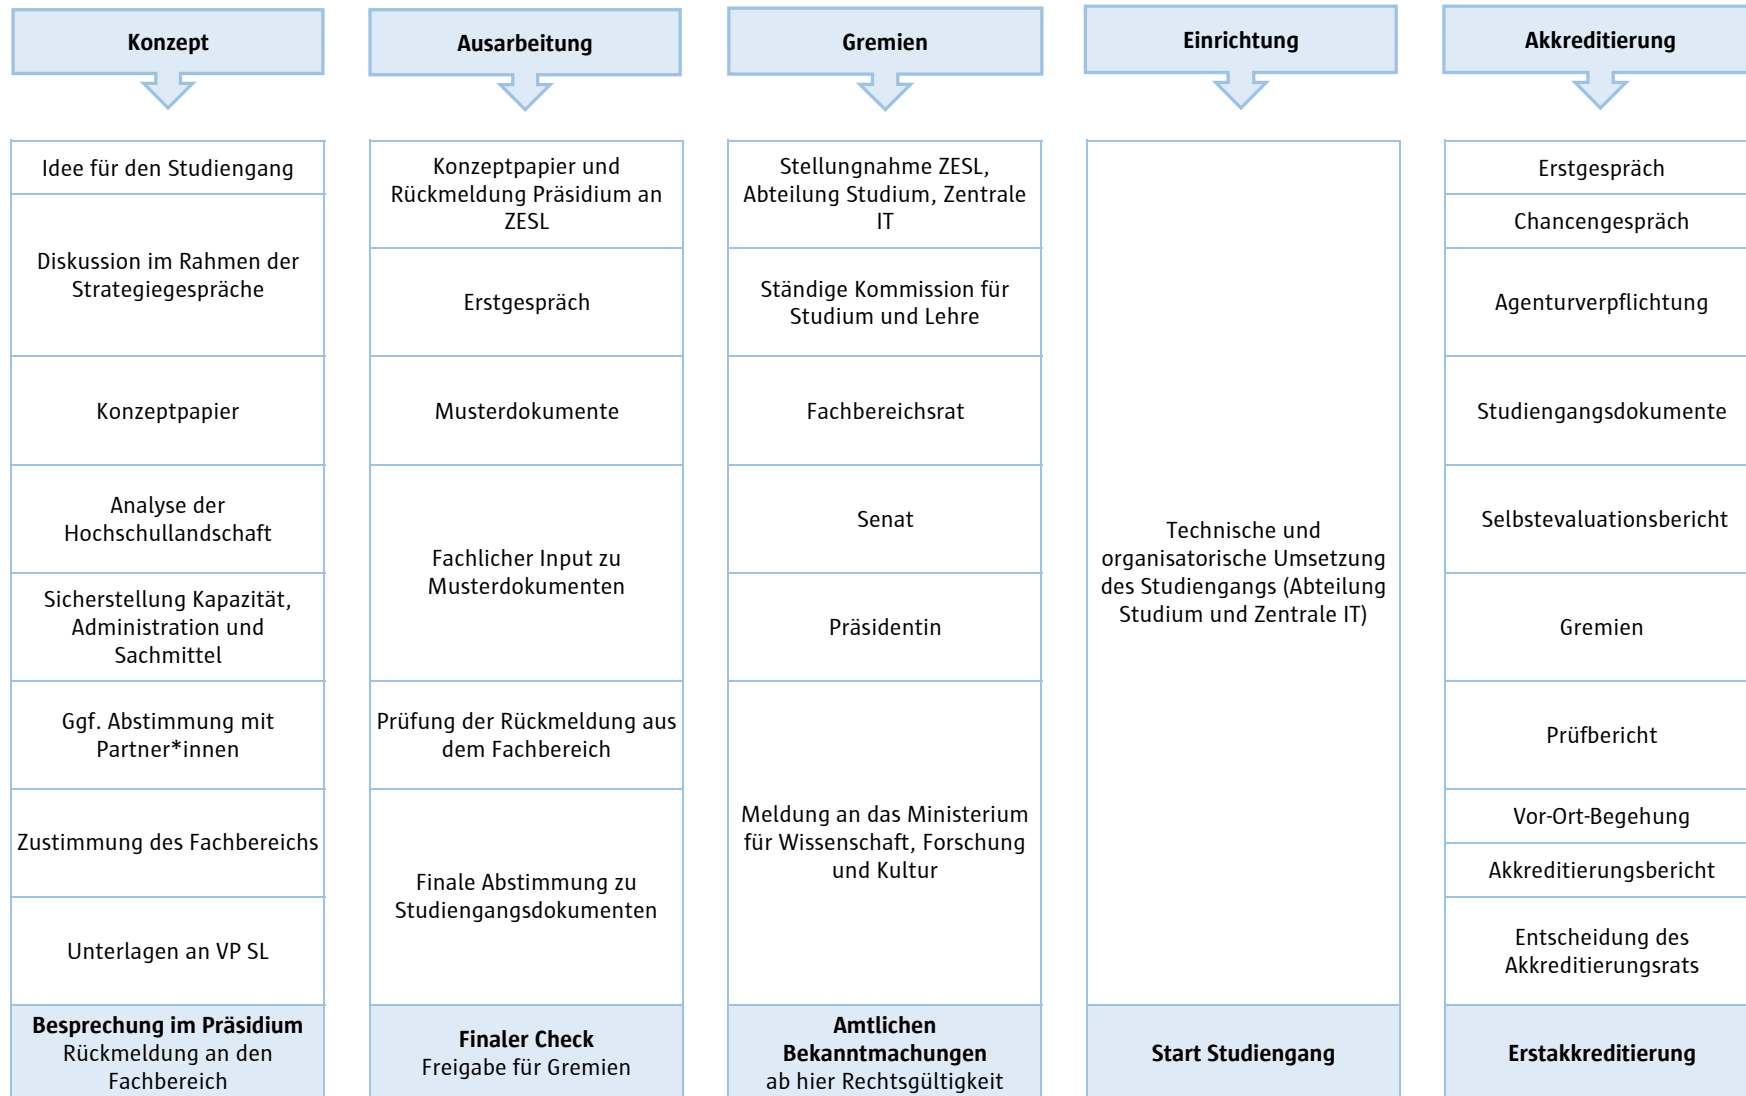 Konzept
Idee für den Studiengang
Diskussion im Rahmen der
Strategiegespräche
Konzeptpapier
Analyse der
Hochschullandschaft
Sicherstellung Kapazität,
Administration und
Sachmittel
Ggf. Abstimmung mit
Partner*innen
Zustimmung des Fachbereichs
Unterlagen an VP SL
Besprechung im Präsidium
Rückmeldung an den
Fachbereich
Ausarbeitung
Konzeptpapier und
Rückmeldung Präsidium an
ZESL
Erstgespräch
Musterdokumente
Fachlicher Input zu
Musterdokumenten
Prüfung der Rückmeldung aus
dem Fachbereich
Finale Abstimmung zu
Studiengangsdokumenten
Finaler Check
Freigabe für Gremien
Gremien
Stellungnahme ZESL,
Abteilung Studium, Zentrale
IT
Ständige Kommission für
Studium und Lehre
Fachbereichsrat
Senat
Präsidentin
Meldung an das Ministerium
für Wissenschaft, Forschung
und Kultur
Amtlichen
Bekanntmachungen
ab hier Rechtsgültigkeit
Einrichtung
Technische und
organisatorische Umsetzung
des Studiengangs (Abteilung
Studium und Zentrale IT)
Start Studiengang
Akkreditierung
Erstgespräch
Chancengespräch
Agenturverpflichtung
Studiengangsdokumente
Selbstevaluationsbericht
Gremien
Prüfbericht
Vor-Ort-Begehung
Akkreditierungsbericht
Entscheidung des
Akkreditierungsrats
Erstakkreditierung